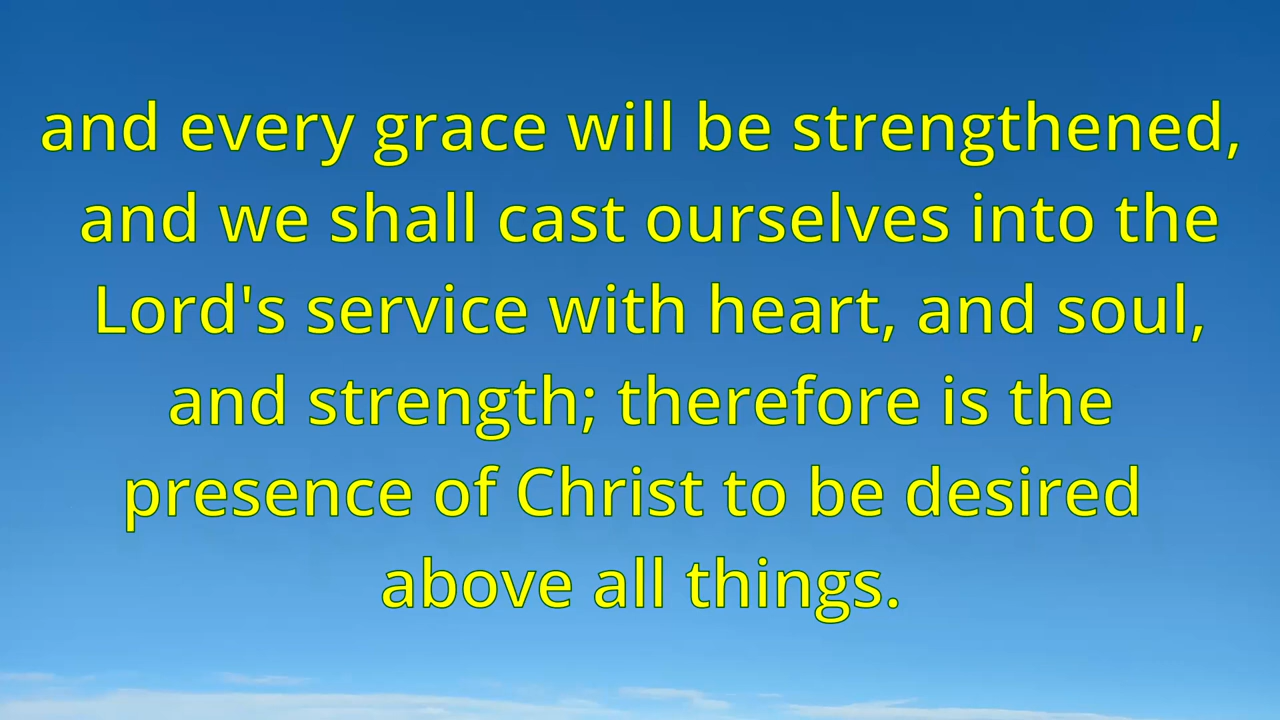 and every grace will be strengthened,
and we shall cast ourselves into the
Lord's service with heart, and soul,
and strength; therefore is the
presence of Christ to be desired
above all things.